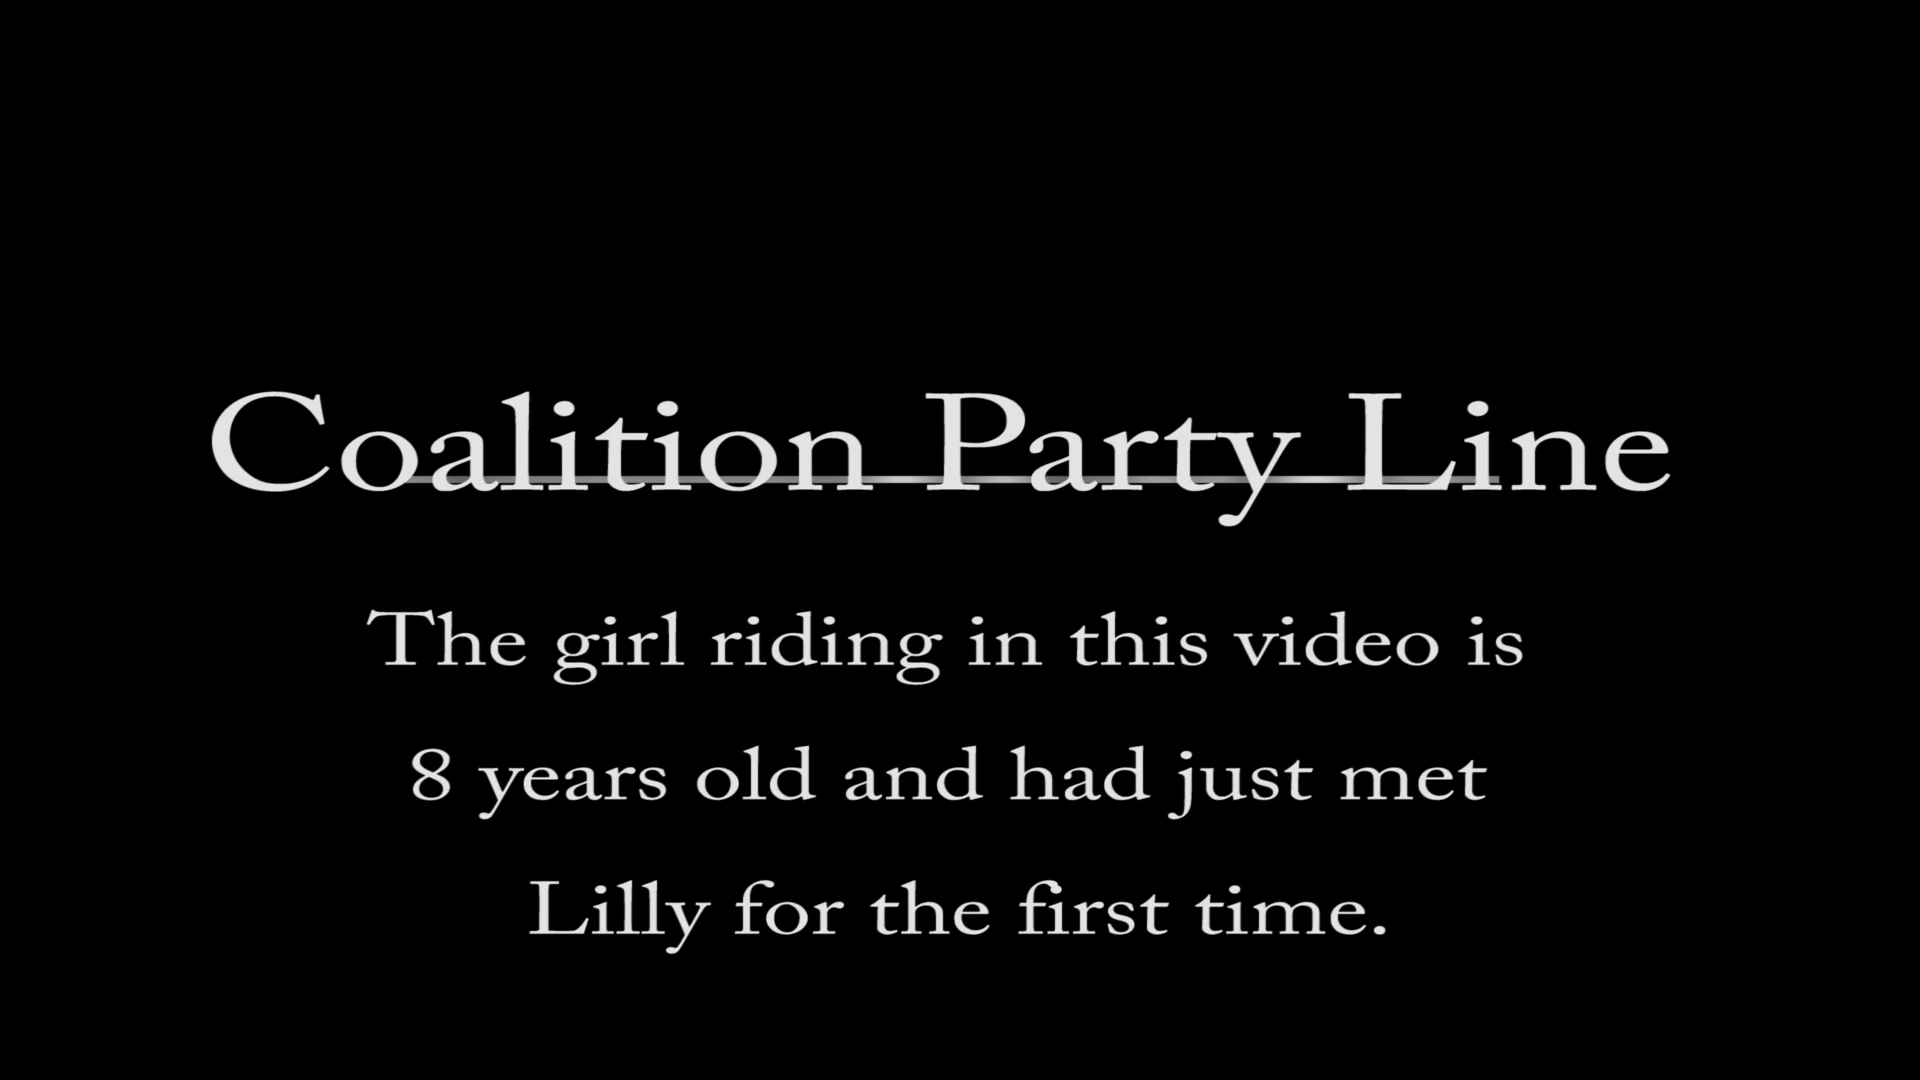 Coalition Party Line
The girl riding in this video is
8 years old and had just met
Lilly for the first time.